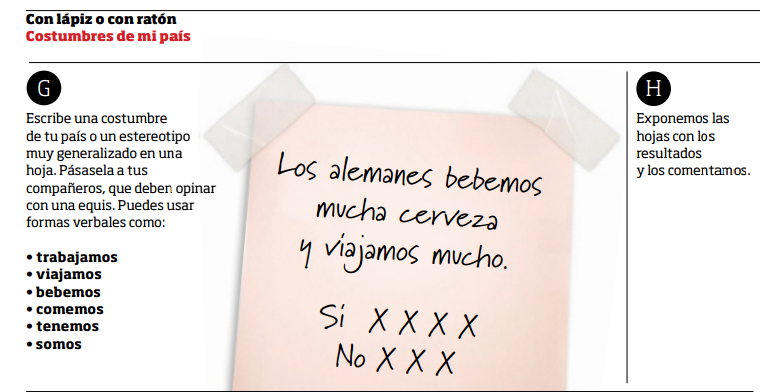 Con lápiz o con ratón
Costumbres de mi país
G
Escribe una costumbre
de tu país o un estereotipo
muy generalizado en una
hoja. Pásasela a tus
compañeros, que deben opinar
con una equis. Puedes usar
formas verbales como:
• trabajamos
• viajamos
• bebemos
• comemos
• tenemos
• somos
Los alemanes bebemos
mucha cerveza
y viajamos mucho.
Sí X X X X
No X X X
H
Exponemos las
hojas con los
resultados
y los comentamos.